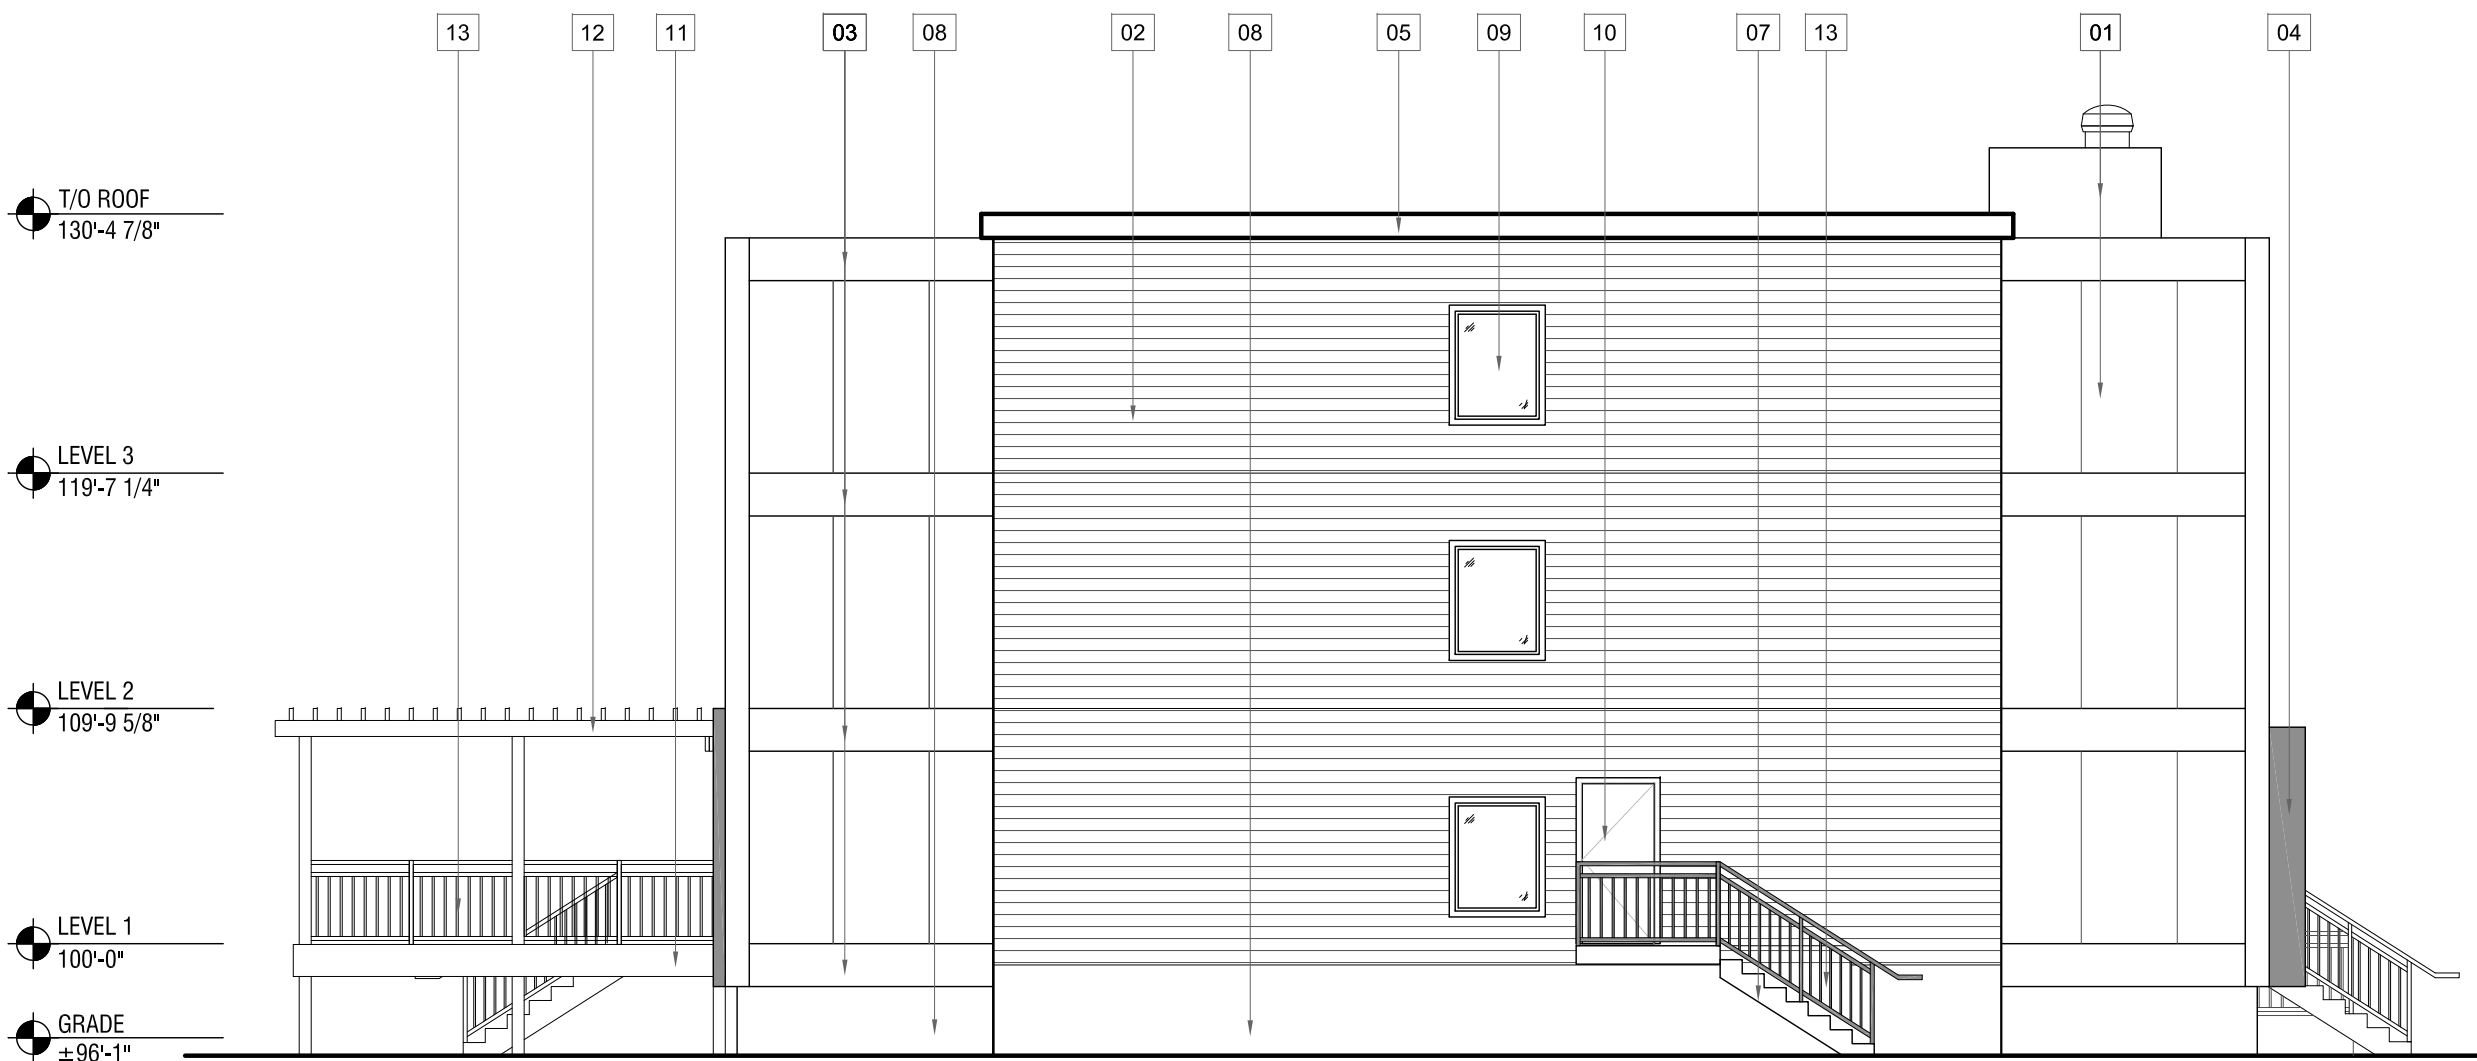 13 12 11 03 08 02 08 05 09 10 07 13 01 04
T/O ROOF
130'-4 7/8"
LEVEL 3
119'-7 1/4"
LEVEL 2
109'-9 5/8"
LEVEL 1
100'-0"
GRADE
±96'-1"